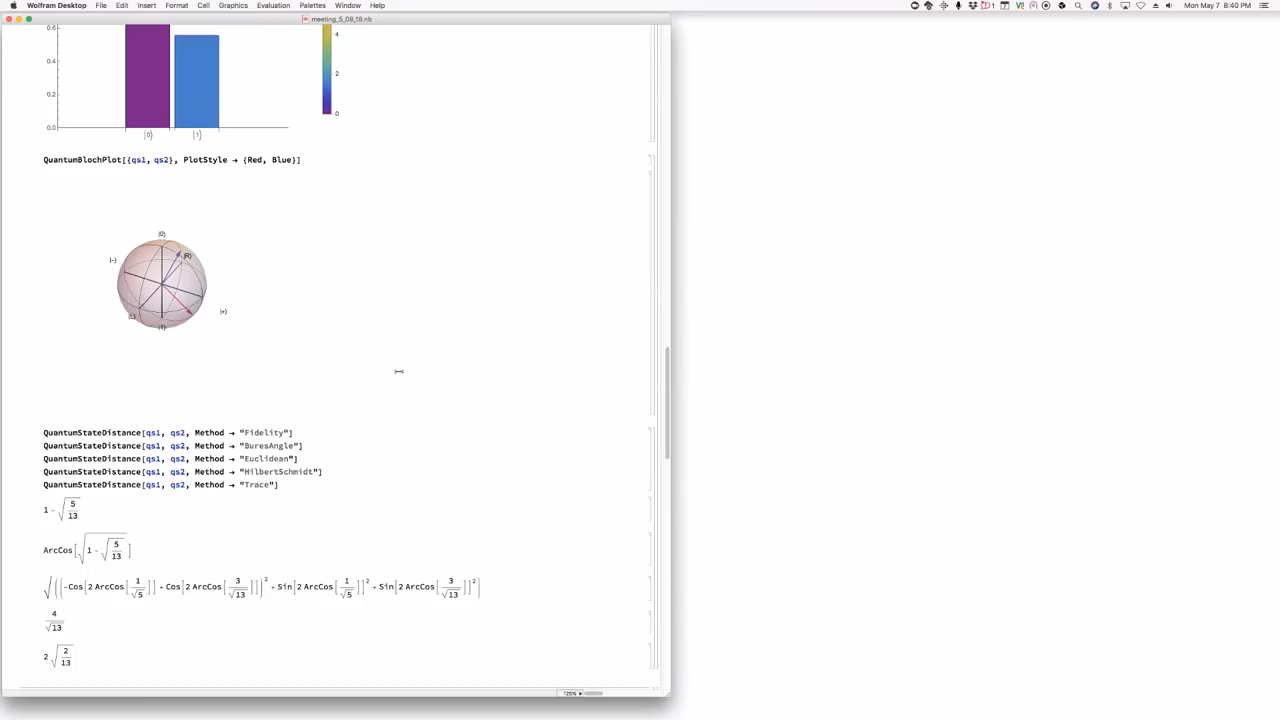 Wolfram Desktop File Edit Insert Format Cell Graphics Evaluation Palettes Window Help
Mon May 7 8:40 PM
meeting_5_08_18.nb
0.6
0.4
0.2
0.0
|0⟩ |1⟩
4
2
0
QuantumBlochPlot[{qs1, qs2}, PlotStyle → {Red, Blue}]
|0⟩
|R⟩
|-⟩
|+⟩
|L⟩
|1⟩
QuantumStateDistance[qs1, qs2, Method → "Fidelity"]
QuantumStateDistance[qs1, qs2, Method → "BuresAngle"]
QuantumStateDistance[qs1, qs2, Method → "Euclidean"]
QuantumStateDistance[qs1, qs2, Method → "HilbertSchmidt"]
QuantumStateDistance[qs1, qs2, Method → "Trace"]
1 - √(5/13)
ArcCos[√(1 - √(5/13))]
√((-Cos[2 ArcCos[1/√5]] + Cos[2 ArcCos[3/√13]])² + Sin[2 ArcCos[1/√5]]² + Sin[2 ArcCos[3/√13]]²)
4/√13
2 √(2/13)
125%